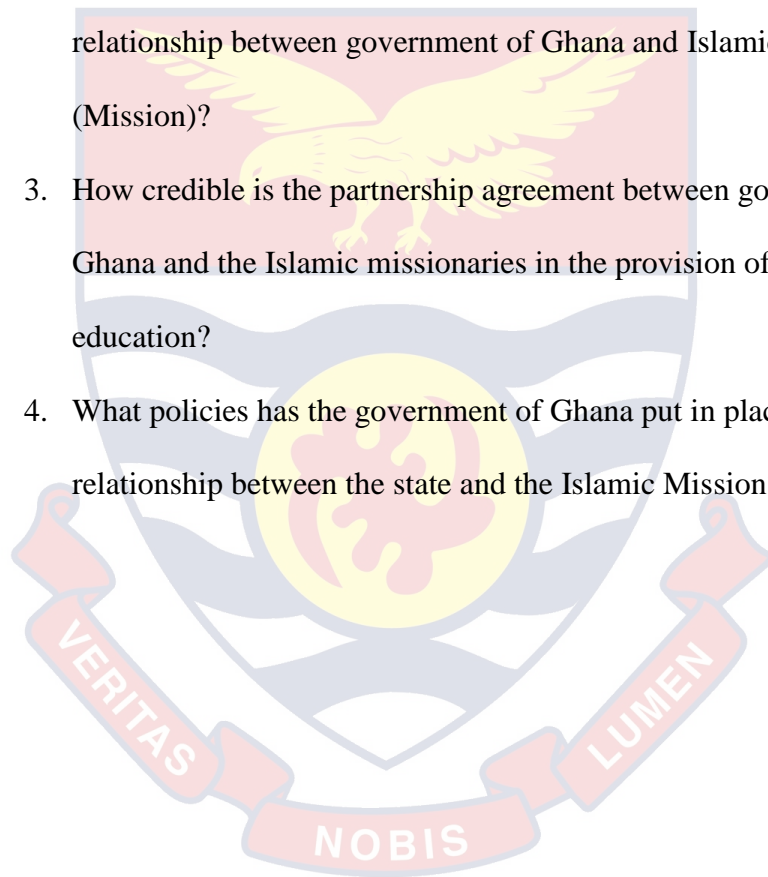 relationship between government of Ghana and Islami
(Mission)?
3. How credible is the partnership agreement between go
Ghana and the Islamic missionaries in the provision of
education?
4. What policies has the government of Ghana put in plac
relationship between the state and the Islamic Mission
VERITAS
NOBIS
LUMEN